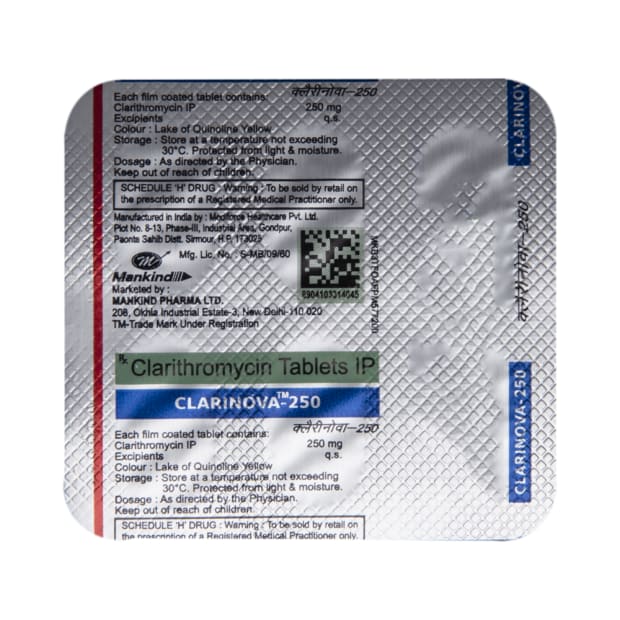 क्लैरीनोवा-250
Each film coated tablet contains:
Clarithromycin IP 250 mg
Excipients q.s.
Colour : Lake of Quinoline Yellow
Storage : Store at a temperature not exceeding
30°C. Protected from light & moisture.
Dosage : As directed by the Physician.
Keep out of reach of children.
SCHEDULE 'H' DRUG : Warning : To be sold by retail on
the prescription of a Registered Medical Practitioner only.
Manufactured in India by : Mediforce Healthcare Pvt. Ltd.
Plot No. 8-13, Phase-III, Industrial Area, Gondpur,
Paonta Sahib Distt. Sirmour, H.P. 173025
Mfg. Lic. No. : S-MB/09/60
Mankind
Marketed by :
MANKIND PHARMA LTD.
208, Okhla Industrial Estate-3, New Delhi-110 020
TM-Trade Mark Under Registration
8904103314045
Rx Clarithromycin Tablets IP
CLARINOVA™-250
क्लैरीनोवा-250
Each film coated tablet contains:
Clarithromycin IP 250 mg
Excipients q.s.
Colour : Lake of Quinoline Yellow
Storage : Store at a temperature not exceeding
30°C. Protected from light & moisture.
Dosage : As directed by the Physician.
Keep out of reach of children.
SCHEDULE 'H' DRUG : Warning : To be sold by retail on
the prescription of a Registered Medical Practitioner only.
CLARINOV
क्लैरीनोवा-250
CLARINOVA-250